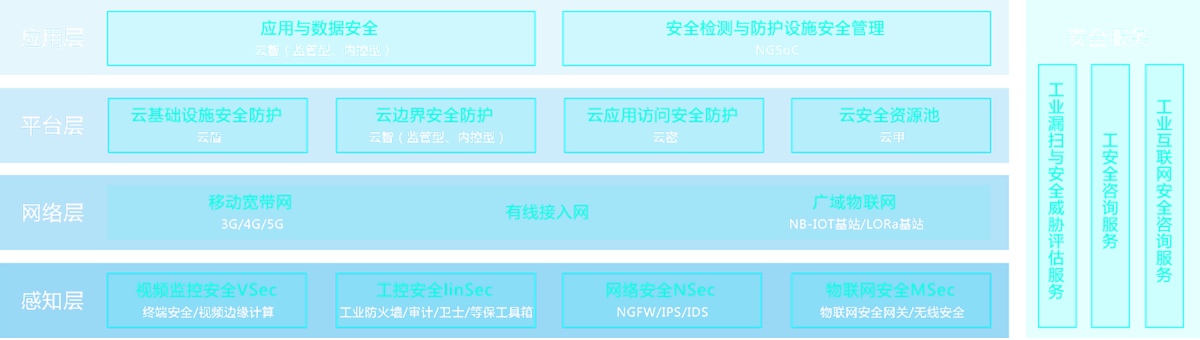 应用层
应用与数据安全
云智（监管型、内控型）
安全检测与防护设施安全管理
NGSoC
平台层
云基础设施安全防护
云盾
云边界安全防护
云智（监管型、内控型）
云应用访问安全防护
云密
云安全资源池
云甲
网络层
移动宽带网
3G/4G/5G
有线接入网
广域物联网
NB-IOT基站/LORa基站
感知层
视频监控安全VSec
终端安全/视频边缘计算
工控安全IinSec
工业防火墙/审计/卫士/等保工具箱
网络安全NSec
NGFW/IPS/IDS
物联网安全MSec
物联网安全网关/无线安全
安全服务
工业漏扫与安全威胁评估服务
工安全咨询服务
工业互联网安全咨询服务